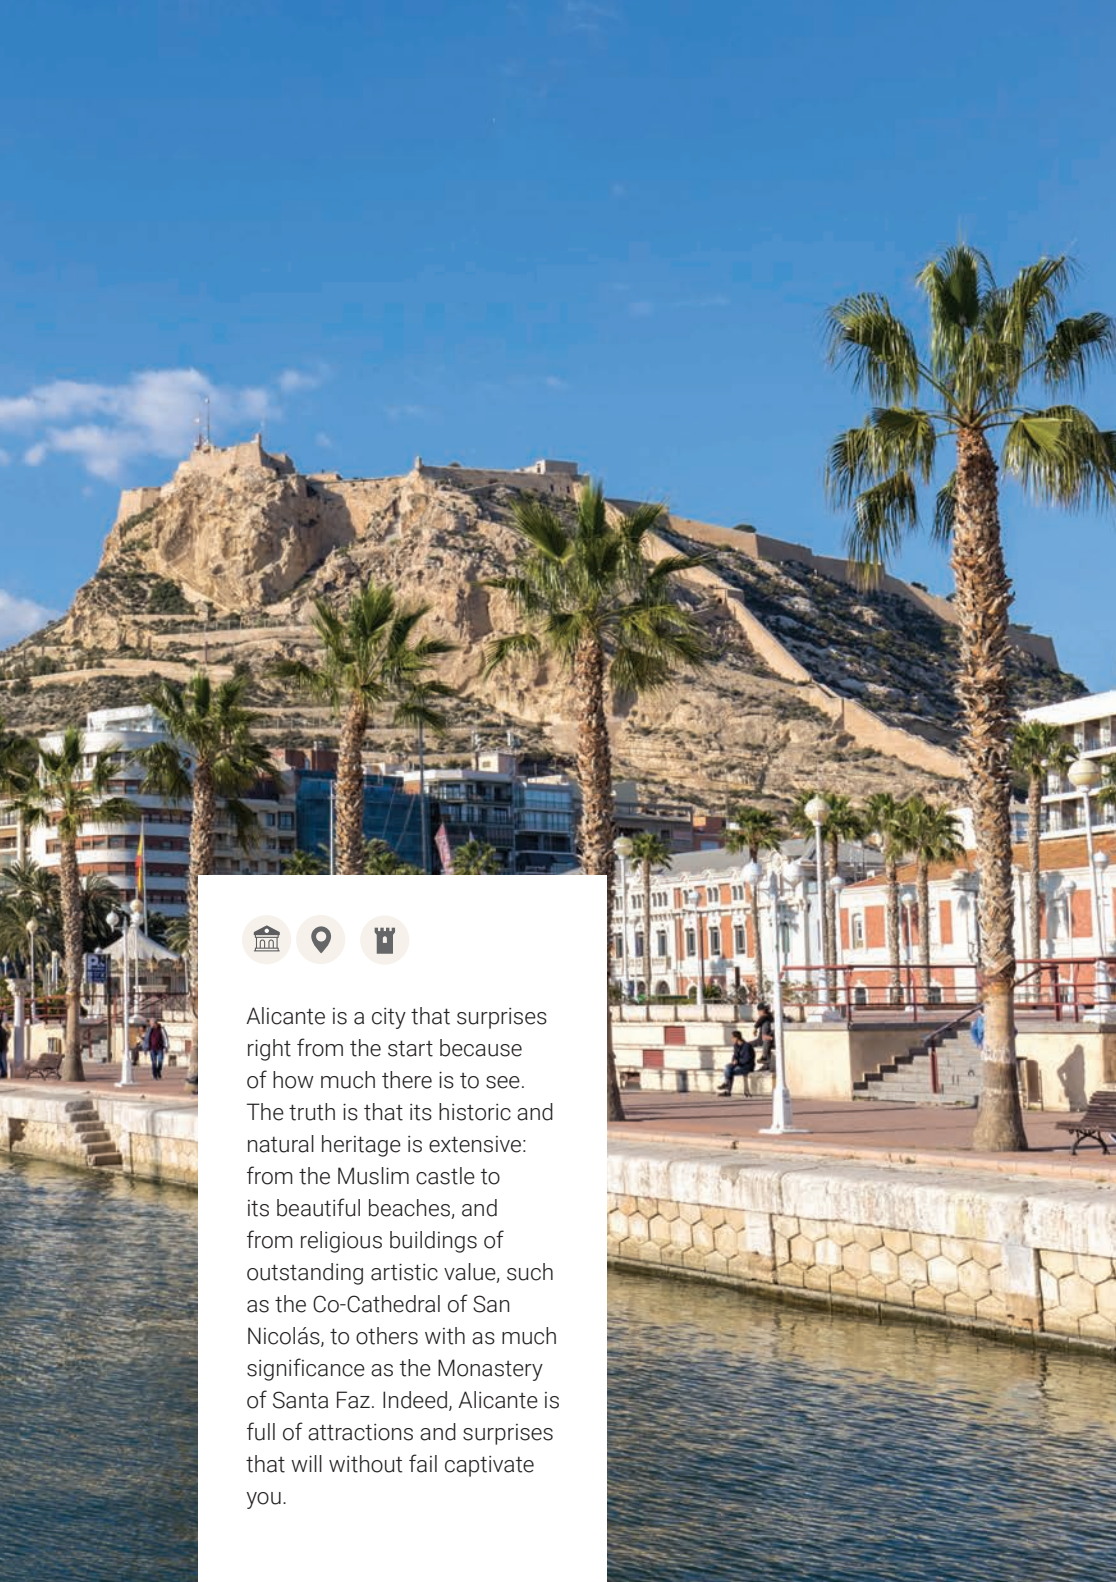 Alicante is a city that surprises
right from the start because
of how much there is to see.
The truth is that its historic and
natural heritage is extensive:
from the Muslim castle to
its beautiful beaches, and
from religious buildings of
outstanding artistic value, such
as the Co-Cathedral of San
Nicolás, to others with as much
significance as the Monastery
of Santa Faz. Indeed, Alicante is
full of attractions and surprises
that will without fail captivate
you.